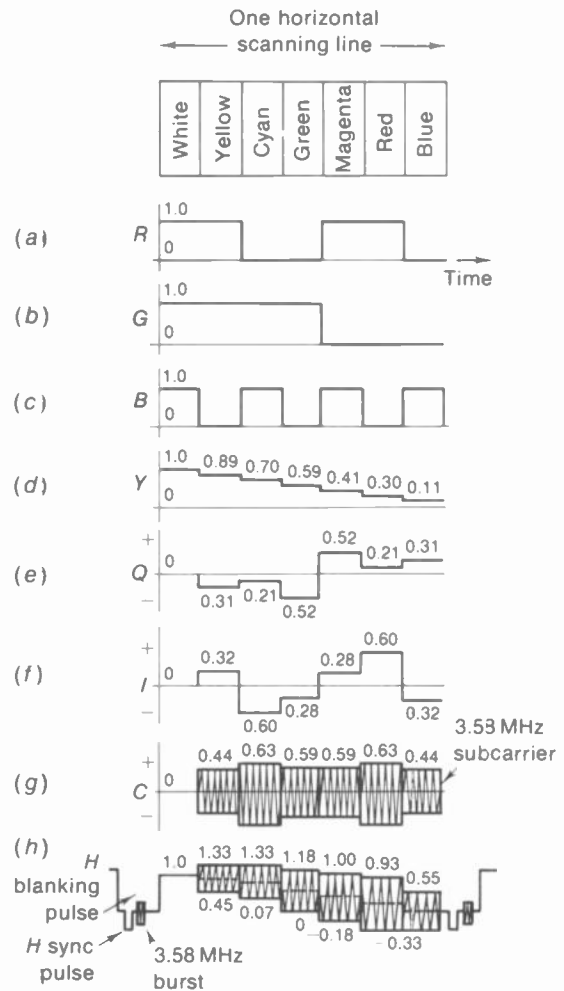 One horizontal
scanning line
White Yellow Cyan Green Magenta Red Blue
(a) R 1.0 0
Time
(b) G 1.0 0
(c) B 1.0 0
(d) Y 1.0 0 0.89 0.70 0.59 0.41 0.30 0.11
(e) Q + 0 − 0.31 0.21 0.52 0.52 0.21 0.31
(f) I + 0 − 0.32 0.60 0.28 0.28 0.60 0.32
3.58 MHz
subcarrier
(g) C + 0 − 0.44 0.63 0.59 0.59 0.63 0.44
(h)
H
blanking
pulse
1.0 1.33 1.33 1.18 1.00 0.93 0.55
0.45 0.07 0 −0.18 -0.33
H sync
pulse
3.58 MHz
burst